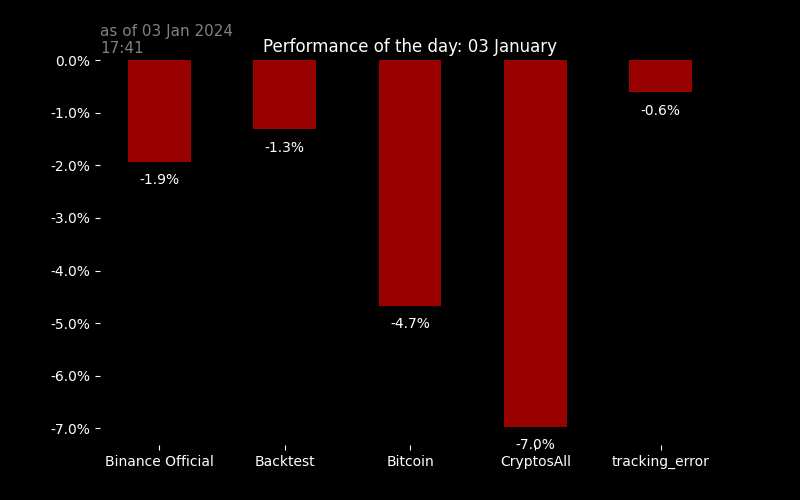 as of 03 Jan 2024
17:41
Performance of the day: 03 January
0.0%
-1.0%
-2.0%
-3.0%
-4.0%
-5.0%
-6.0%
-7.0%
-1.9%
-1.3%
-4.7%
-7.0%
-0.6%
Binance Official
Backtest
Bitcoin
CryptosAll
tracking_error